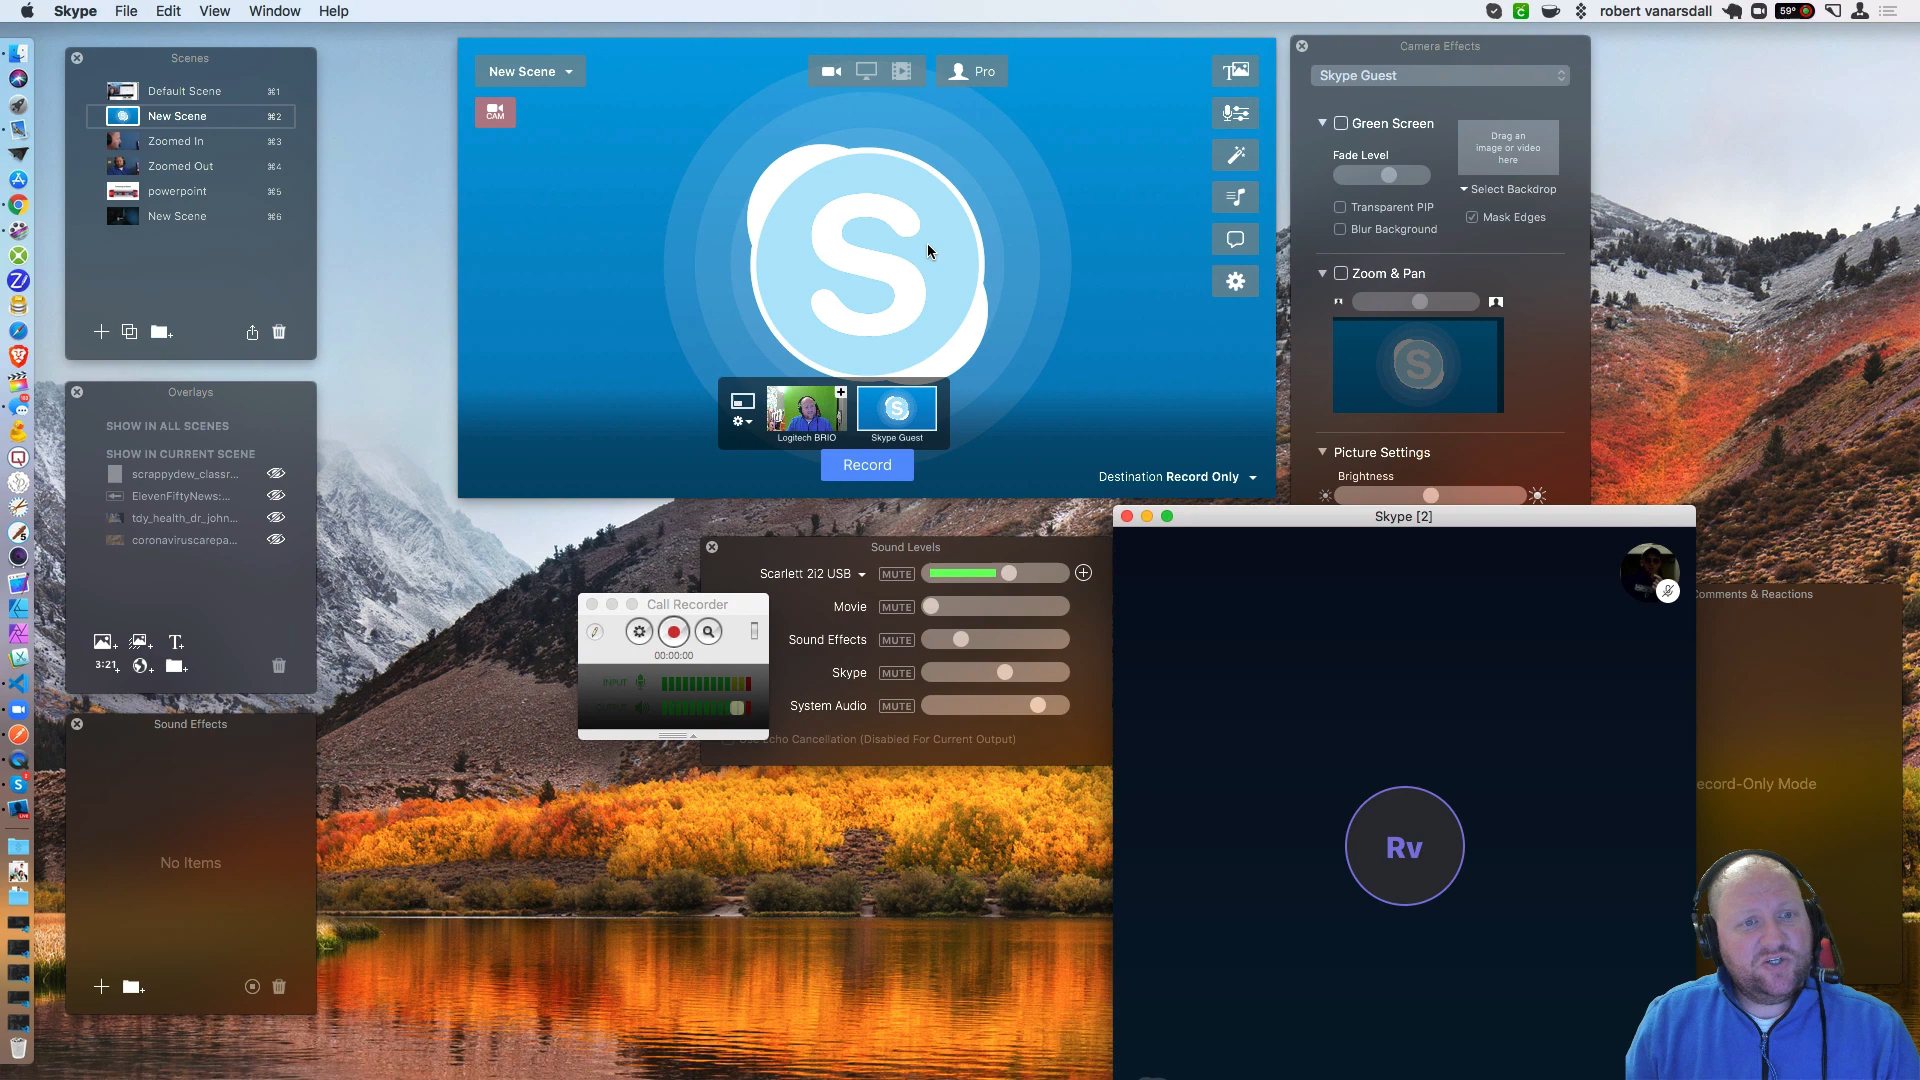 Skype File Edit View Window Help
robert vanarsdall
59°
Scenes
Default Scene ⌘1
New Scene ⌘2
Zoomed In ⌘3
Zoomed Out ⌘4
powerpoint ⌘5
New Scene ⌘6
New Scene
CAM
Pro
S
Logitech BRIO
S
Skype Guest
Record
Destination Record Only
Camera Effects
Skype Guest
Green Screen
Fade Level
Transparent PIP
Blur Background
Drag an
image or video
here
Select Backdrop
Mask Edges
Zoom & Pan
S
Picture Settings
Brightness
Overlays
SHOW IN ALL SCENES
SHOW IN CURRENT SCENE
scrappydew_classr...
ElevenFiftyNews:...
tdy_health_dr_john...
coronaviruscarepa...
3:21
Sound Effects
No Items
Sound Levels
Scarlett 2i2 USB MUTE
Movie MUTE
Sound Effects MUTE
Skype MUTE
System Audio MUTE
Echo Cancellation (Disabled For Current Output)
Call Recorder
00:00:00
INPUT
OUTPUT
Skype [2]
Rv
omments & Reactions
ecord-Only Mode